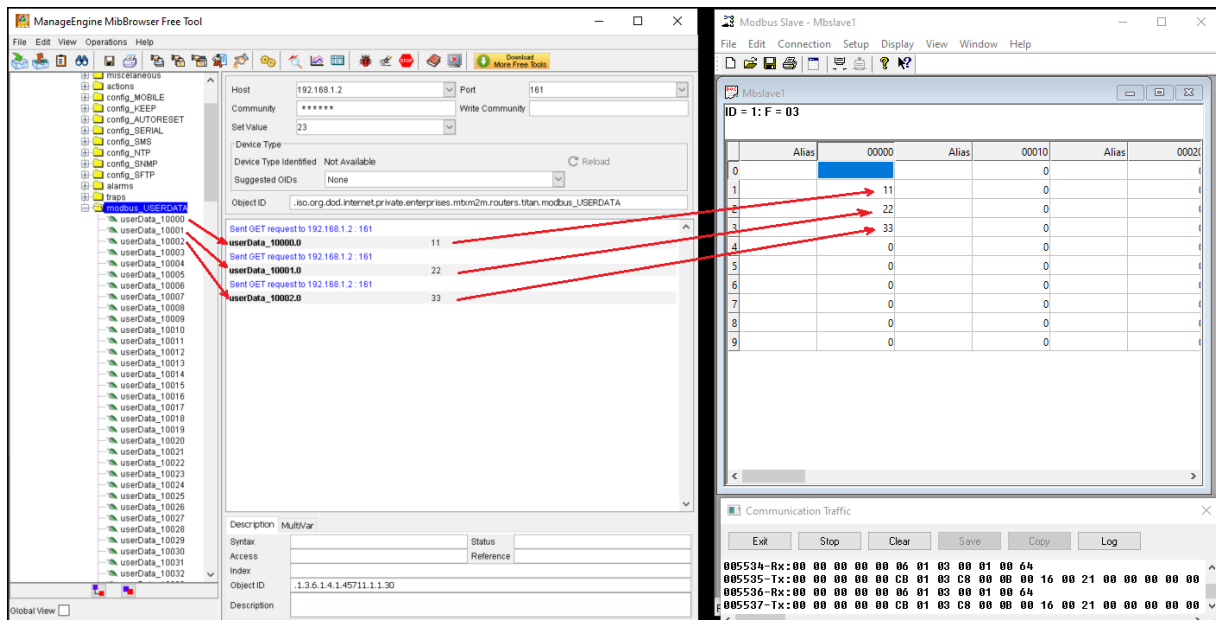 ManageEngine MibBrowser Free Tool
File Edit View Operations Help
Download
More Free Tools
miscelaneous
actions
config_MOBILE
config_KEEP
config_AUTORESET
config_SERIAL
config_SMS
config_NTP
config_SNMP
config_SFTP
alarms
traps
modbus_USERDATA
userData_10000
userData_10001
userData_10002
userData_10003
userData_10004
userData_10005
userData_10006
userData_10007
userData_10008
userData_10009
userData_10010
userData_10011
userData_10012
userData_10013
userData_10014
userData_10015
userData_10016
userData_10017
userData_10018
userData_10019
userData_10020
userData_10021
userData_10022
userData_10023
userData_10024
userData_10025
userData_10026
userData_10027
userData_10028
userData_10029
userData_10030
userData_10031
userData_10032
Global View
Host 192.168.1.2 Port 161
Community ****** Write Community
Set Value 23
Device Type
Device Type Identified Not Available Reload
Suggested OIDs None
Object ID .iso.org.dod.internet.private.enterprises.mtxm2m.routers.titan.modbus_USERDATA
Sent GET request to 192.168.1.2 : 161
userData_10000.0 11
Sent GET request to 192.168.1.2 : 161
userData_10001.0 22
Sent GET request to 192.168.1.2 : 161
userData_10002.0 33
Description MultiVar
Syntax Status
Access Reference
Index
Object ID .1.3.6.1.4.1.45711.1.1.30
Description
Modbus Slave - Mbslave1
File Edit Connection Setup Display View Window Help
Mbslave1
ID = 1: F = 03
Alias 00000 Alias 00010 Alias
0 0
1 11 0
2 22 0
3 33 0
4 0 0
5 0 0
6 0 0
7 0 0
8 0 0
9 0 0
Communication Traffic
Exit Stop Clear Save Copy Log
005534-Rx:00 00 00 00 00 06 01 03 00 01 00 64
005535-Tx:00 00 00 00 00 CB 01 03 C8 00 0B 00 16 00 21 00 00 00 00 00
005536-Rx:00 00 00 00 00 06 01 03 00 01 00 64
005537-Tx:00 00 00 00 00 CB 01 03 C8 00 0B 00 16 00 21 00 00 00 00 00